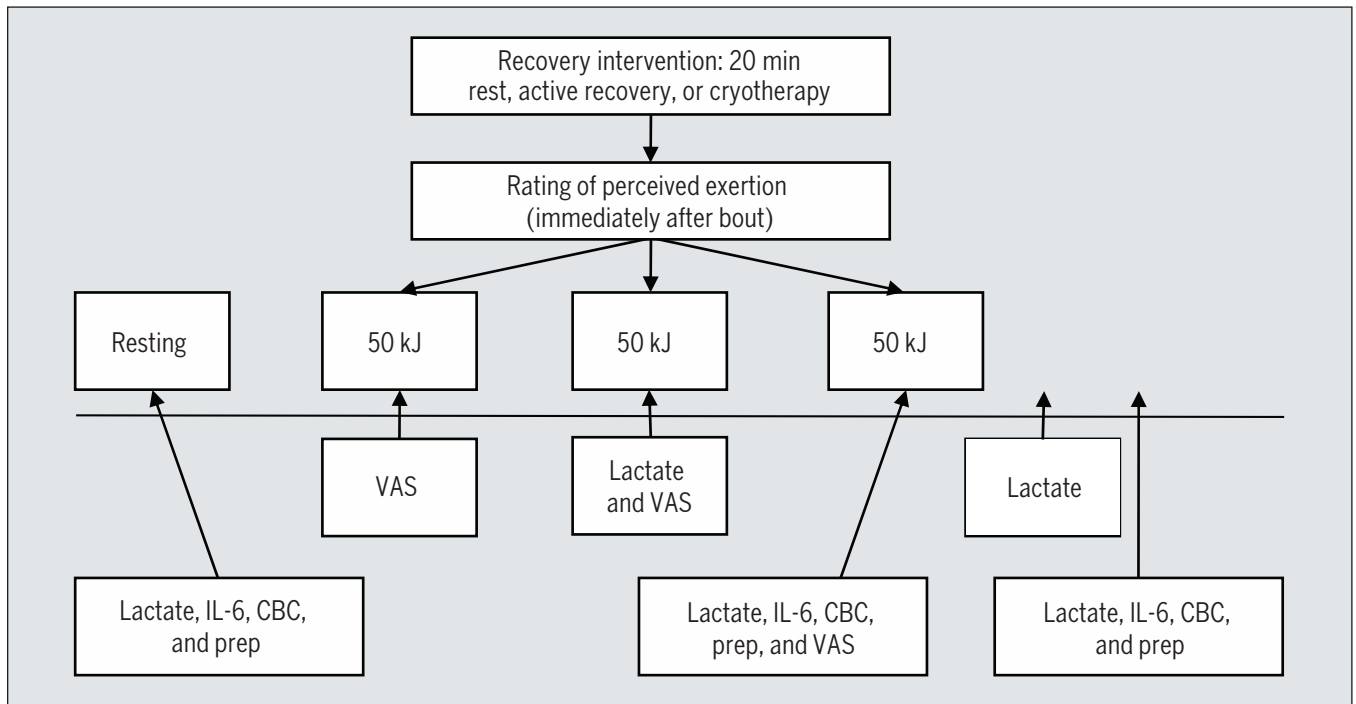 Recovery intervention: 20 min
rest, active recovery, or cryotherapy
Rating of perceived exertion
(immediately after bout)
Resting
50 kJ
50 kJ
50 kJ
VAS
Lactate
and VAS
Lactate
Lactate, IL-6, CBC,
and prep
Lactate, IL-6, CBC,
prep, and VAS
Lactate, IL-6, CBC,
and prep